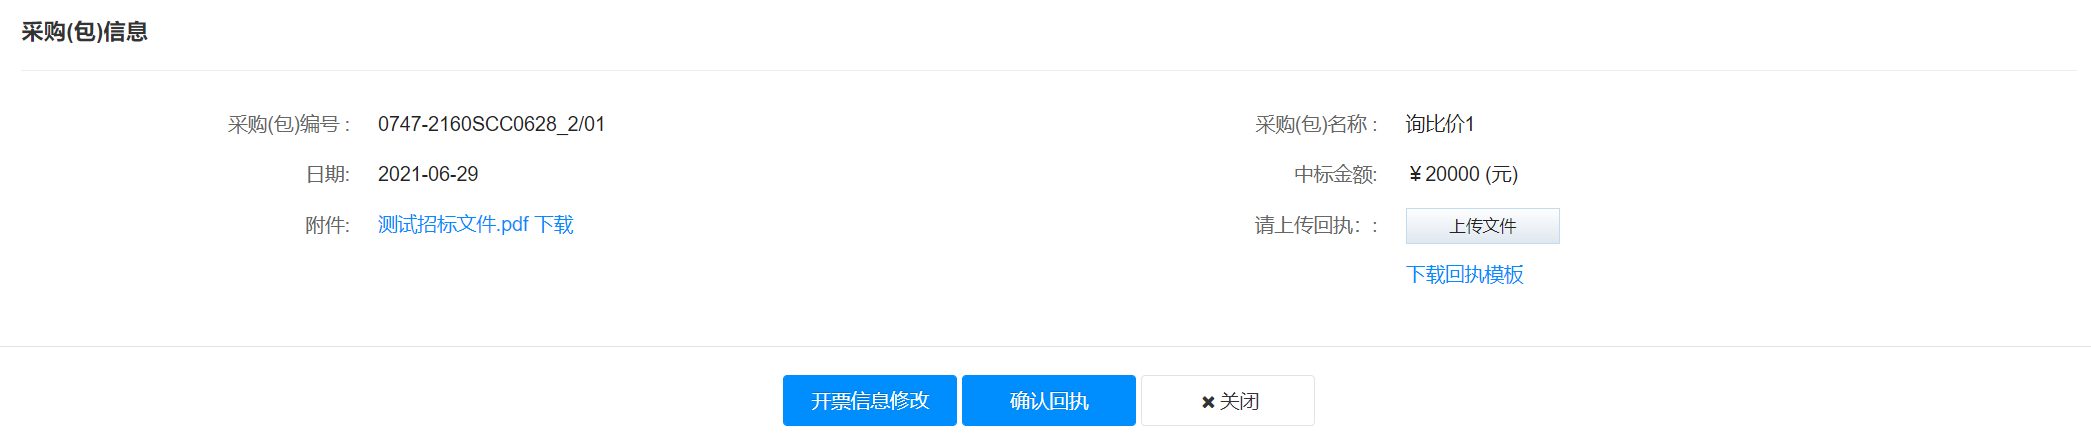 采购(包)信息
采购(包)编号 : 0747-2160SCC0628_2/01 采购(包)名称 : 询比价1
日期: 2021-06-29 中标金额: ￥20000 (元)
附件: 测试招标文件.pdf 下载 请上传回执：: 上传文件
下载回执模板
开票信息修改 确认回执 ✖ 关闭